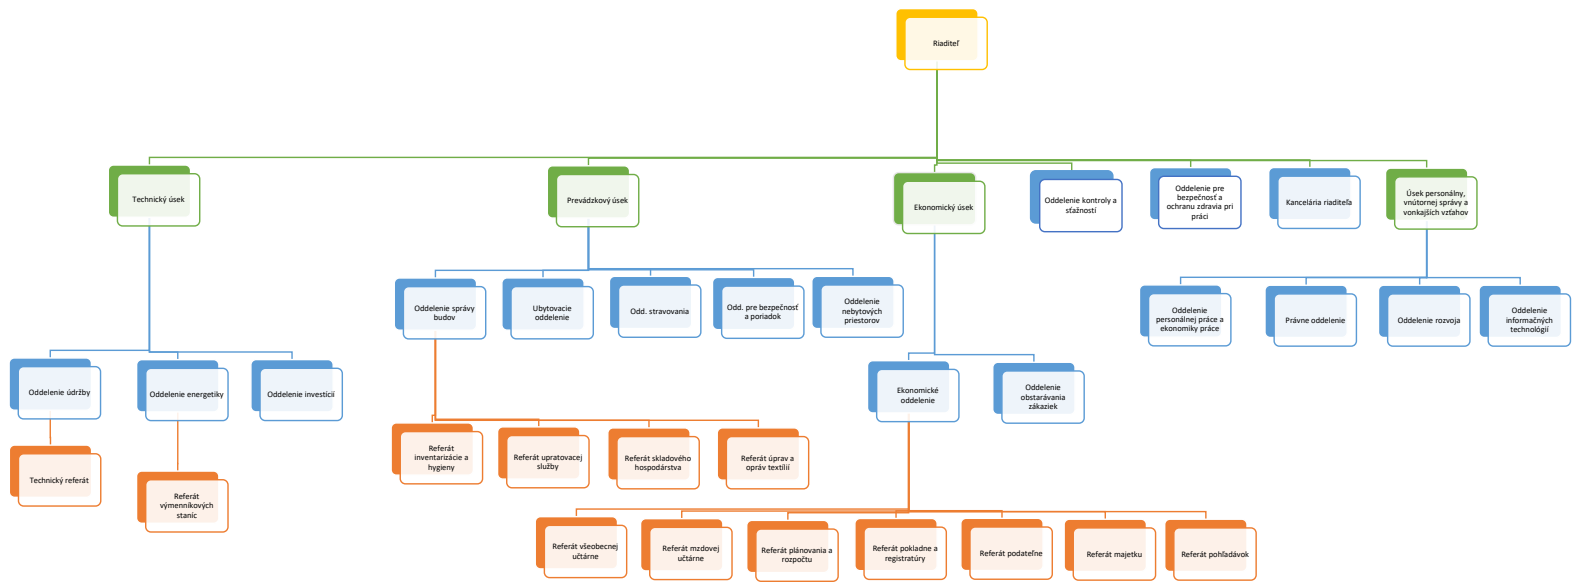 Riaditeľ
Technický úsek
Prevádzkový úsek
Ekonomický úsek
Oddelenie kontroly a
sťažností
Oddelenie pre
bezpečnosť a
ochranu zdravia pri
práci
Kancelária riaditeľa
Úsek personálny,
vnútornej správy a
vonkajších vzťahov
Oddelenie správy
budov
Ubytovacie
oddelenie
Odd. stravovania
Odd. pre bezpečnosť
a poriadok
Oddelenie
nebytových
priestorov
Oddelenie
personálnej práce a
ekonomiky práce
Právne oddelenie
Oddelenie rozvoja
Oddelenie
informačných
technológií
Oddelenie údržby
Oddelenie energetiky
Oddelenie investícií
Ekonomické
oddelenie
Oddelenie
obstarávania
zákaziek
Technický referát
Referát
výmenníkových
staníc
Referát
inventarizácie a
hygieny
Referát upratovacej
služby
Referát skladového
hospodárstva
Referát úprav a
opráv textílií
Referát všeobecnej
učtárne
Referát mzdovej
učtárne
Referát plánovania a
rozpočtu
Referát pokladne a
registratúry
Referát podateľne
Referát majetku
Referát pohľadávok